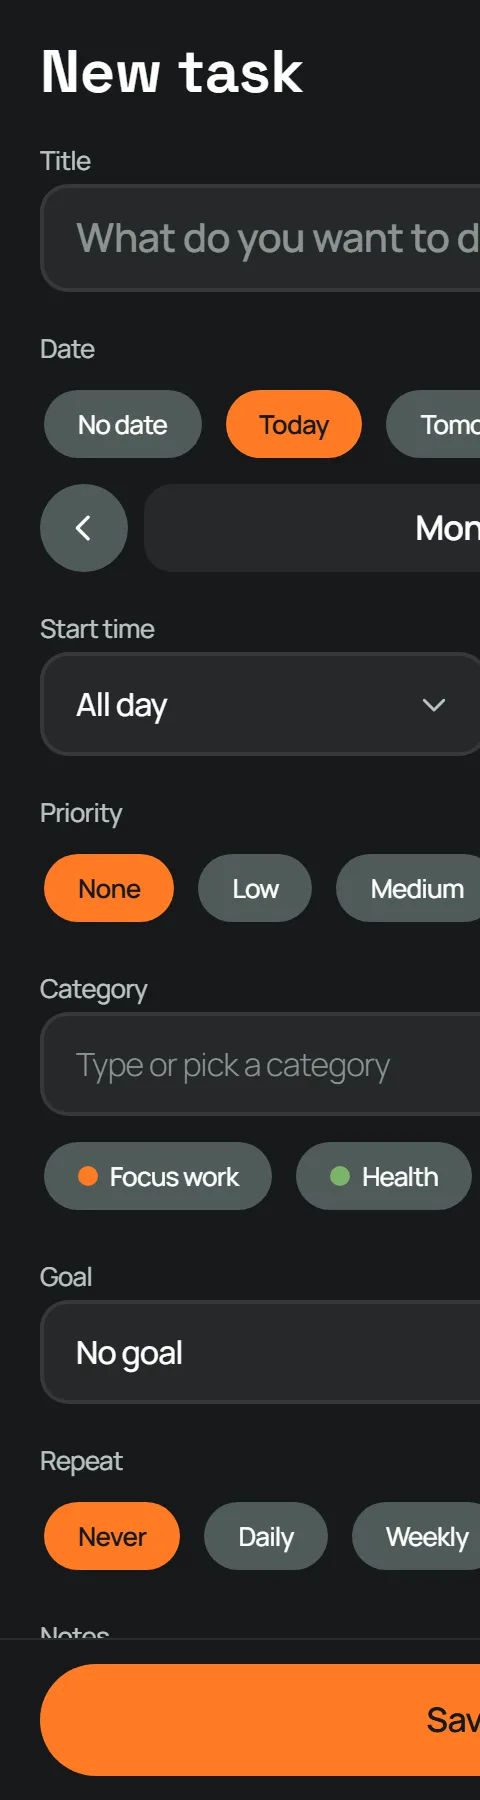 New task
Title
What do you want to d
Date
No date Today Tomo
Mon
Start time
All day
Priority
None Low Medium
Category
Type or pick a category
Focus work Health
Goal
No goal
Repeat
Never Daily Weekly
Notes
Sav